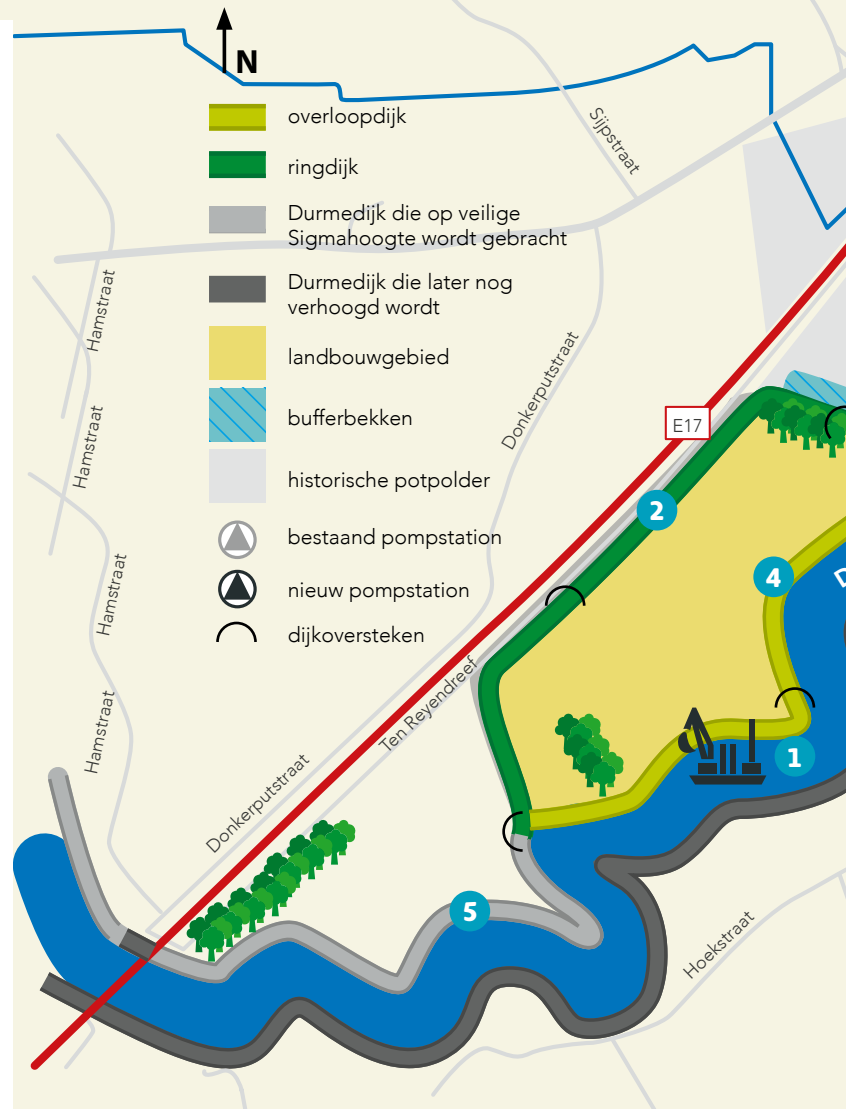 N
overloopdijk
ringdijk
Durmedijk die op veilige
Sigmahoogte wordt gebracht
Durmedijk die later nog
verhoogd wordt
landbouwgebied
bufferbekken
historische potpolder
bestaand pompstation
nieuw pompstation
dijkoversteken
Sijpstraat
Hamstraat
Donkerputstraat
Hamstraat
E17
2
Hamstraat
4
D
Ten Reyendreef
Hamstraat
1
Donkerputstraat
5
Hoekstraat